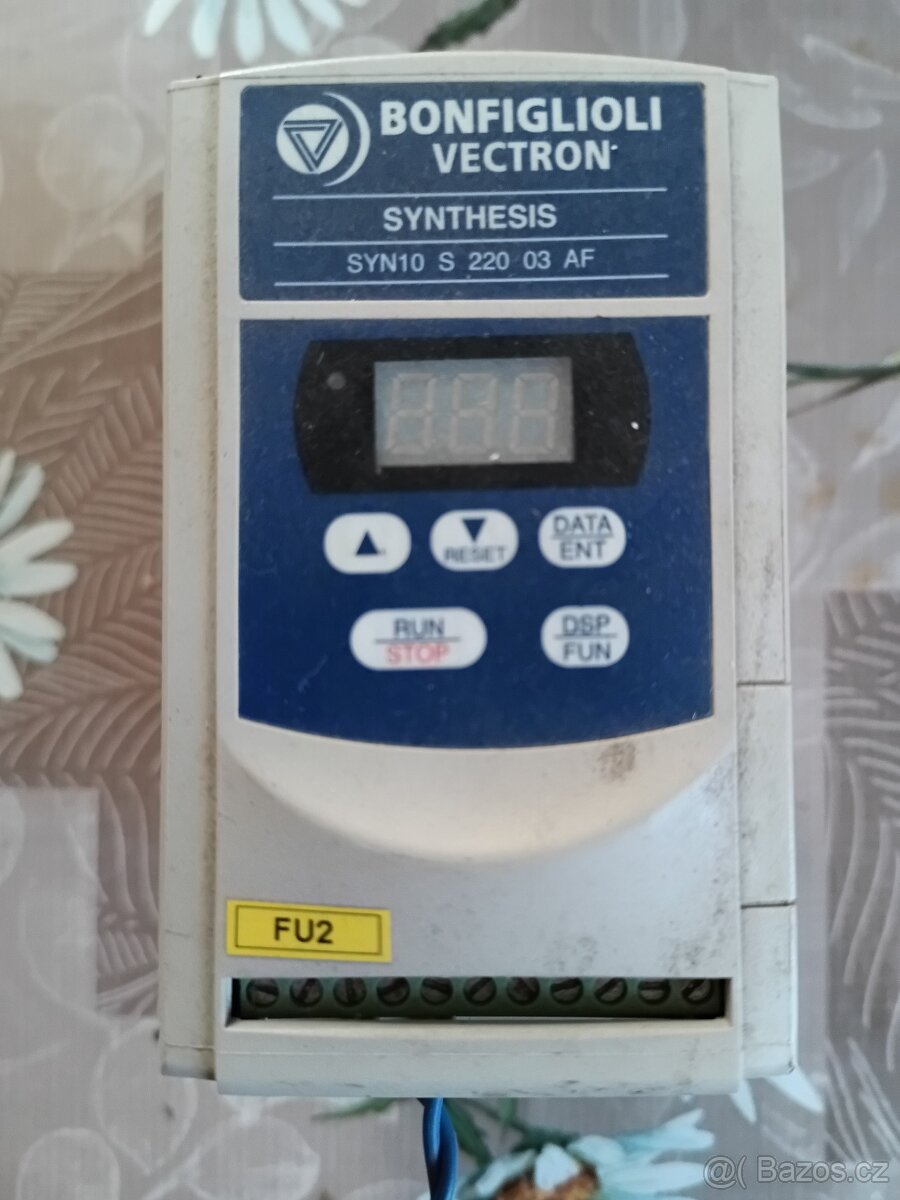 BONFIGLIOLI
VECTRON
SYNTHESIS
SYN10 S 220 03 AF
▲
▼
RESET
DATA
ENT
RUN
STOP
DSP
FUN
FU2
@( Bazos.cz